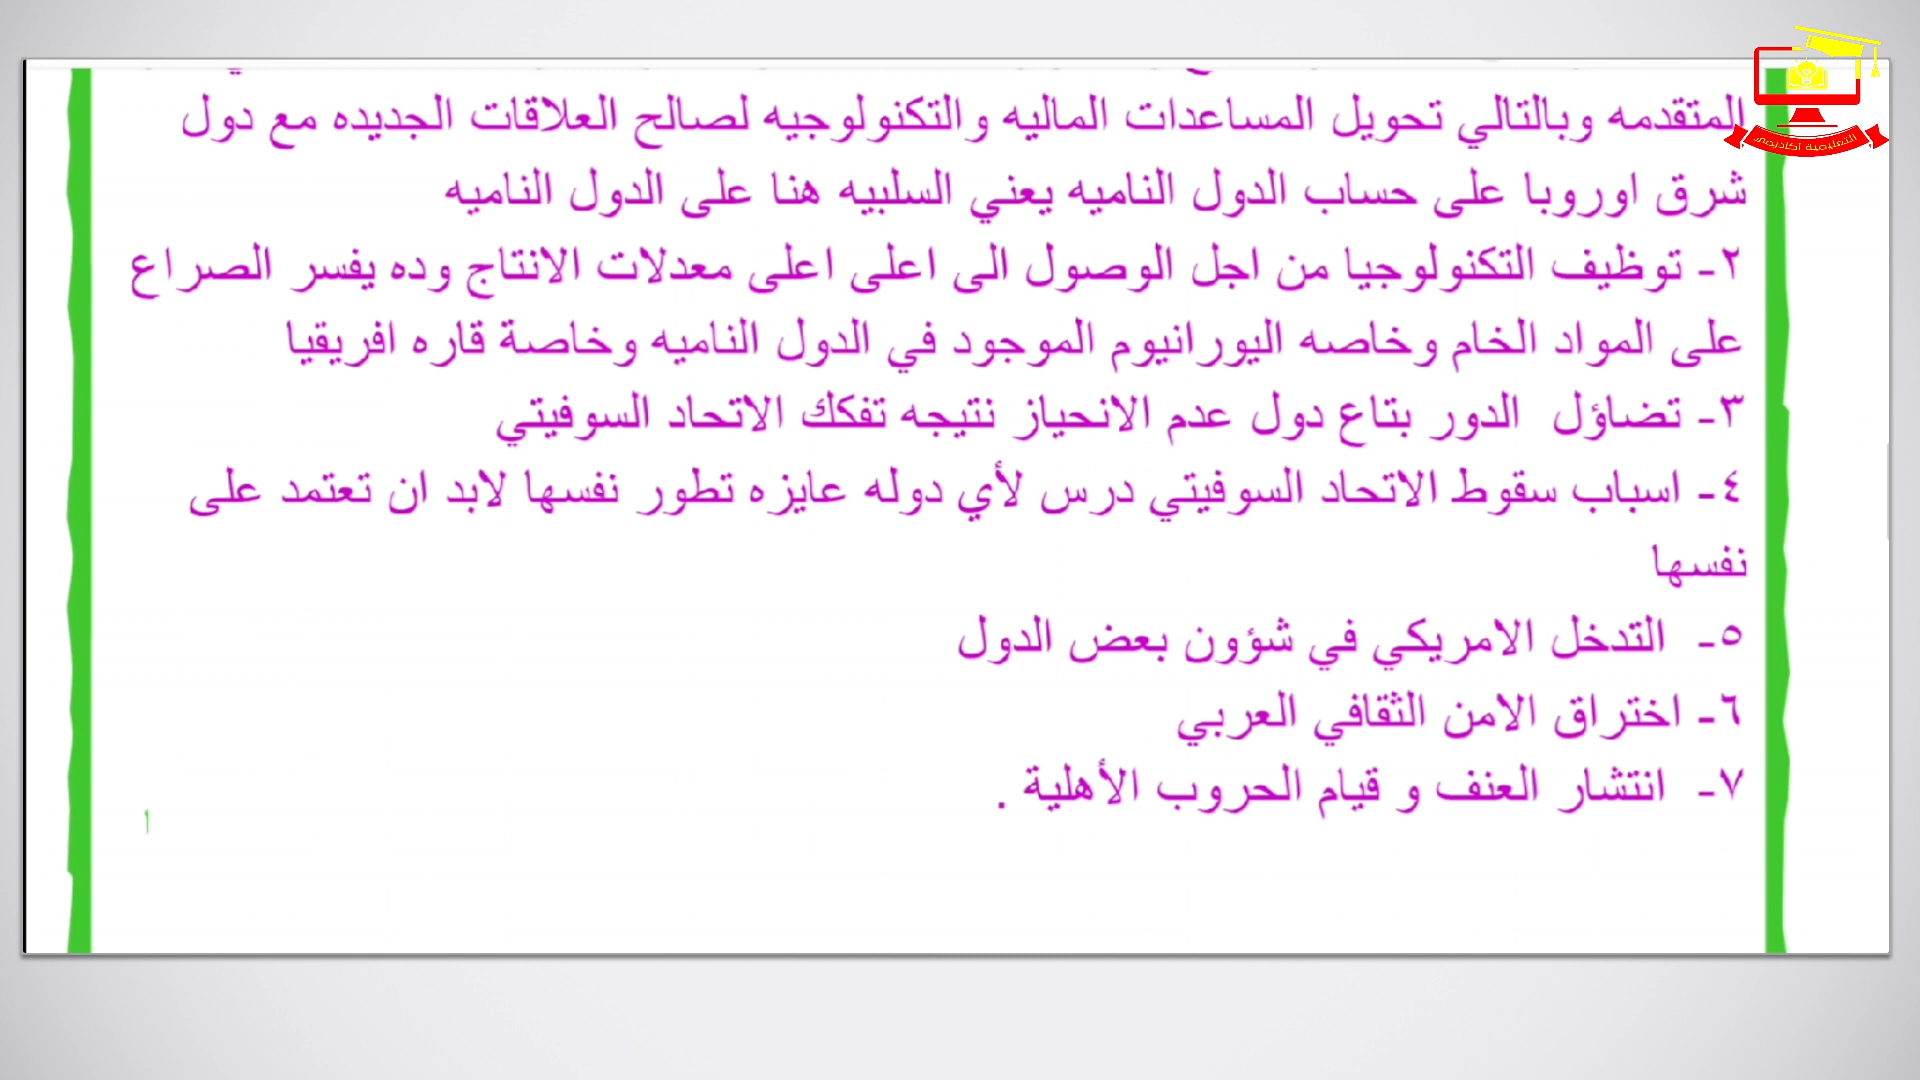 المتقدمه وبالتالي تحويل المساعدات الماليه والتكنولوجيه لصالح العلاقات الجديده مع دول
شرق اوروبا على حساب الدول الناميه يعني السلبيه هنا على الدول الناميه
٢- توظيف التكنولوجيا من اجل الوصول الى اعلى اعلى معدلات الانتاج وده يفسر الصراع
على المواد الخام وخاصه اليورانيوم الموجود في الدول الناميه وخاصة قاره افريقيا
٣- تضاؤل الدور بتاع دول عدم الانحياز نتيجه تفكك الاتحاد السوفيتي
٤- اسباب سقوط الاتحاد السوفيتي درس لأي دوله عايزه تطور نفسها لابد ان تعتمد على
نفسها
٥- التدخل الامريكي في شؤون بعض الدول
٦- اختراق الامن الثقافي العربي
٧- انتشار العنف و قيام الحروب الأهلية .
ا
التعليمية اكاديمي